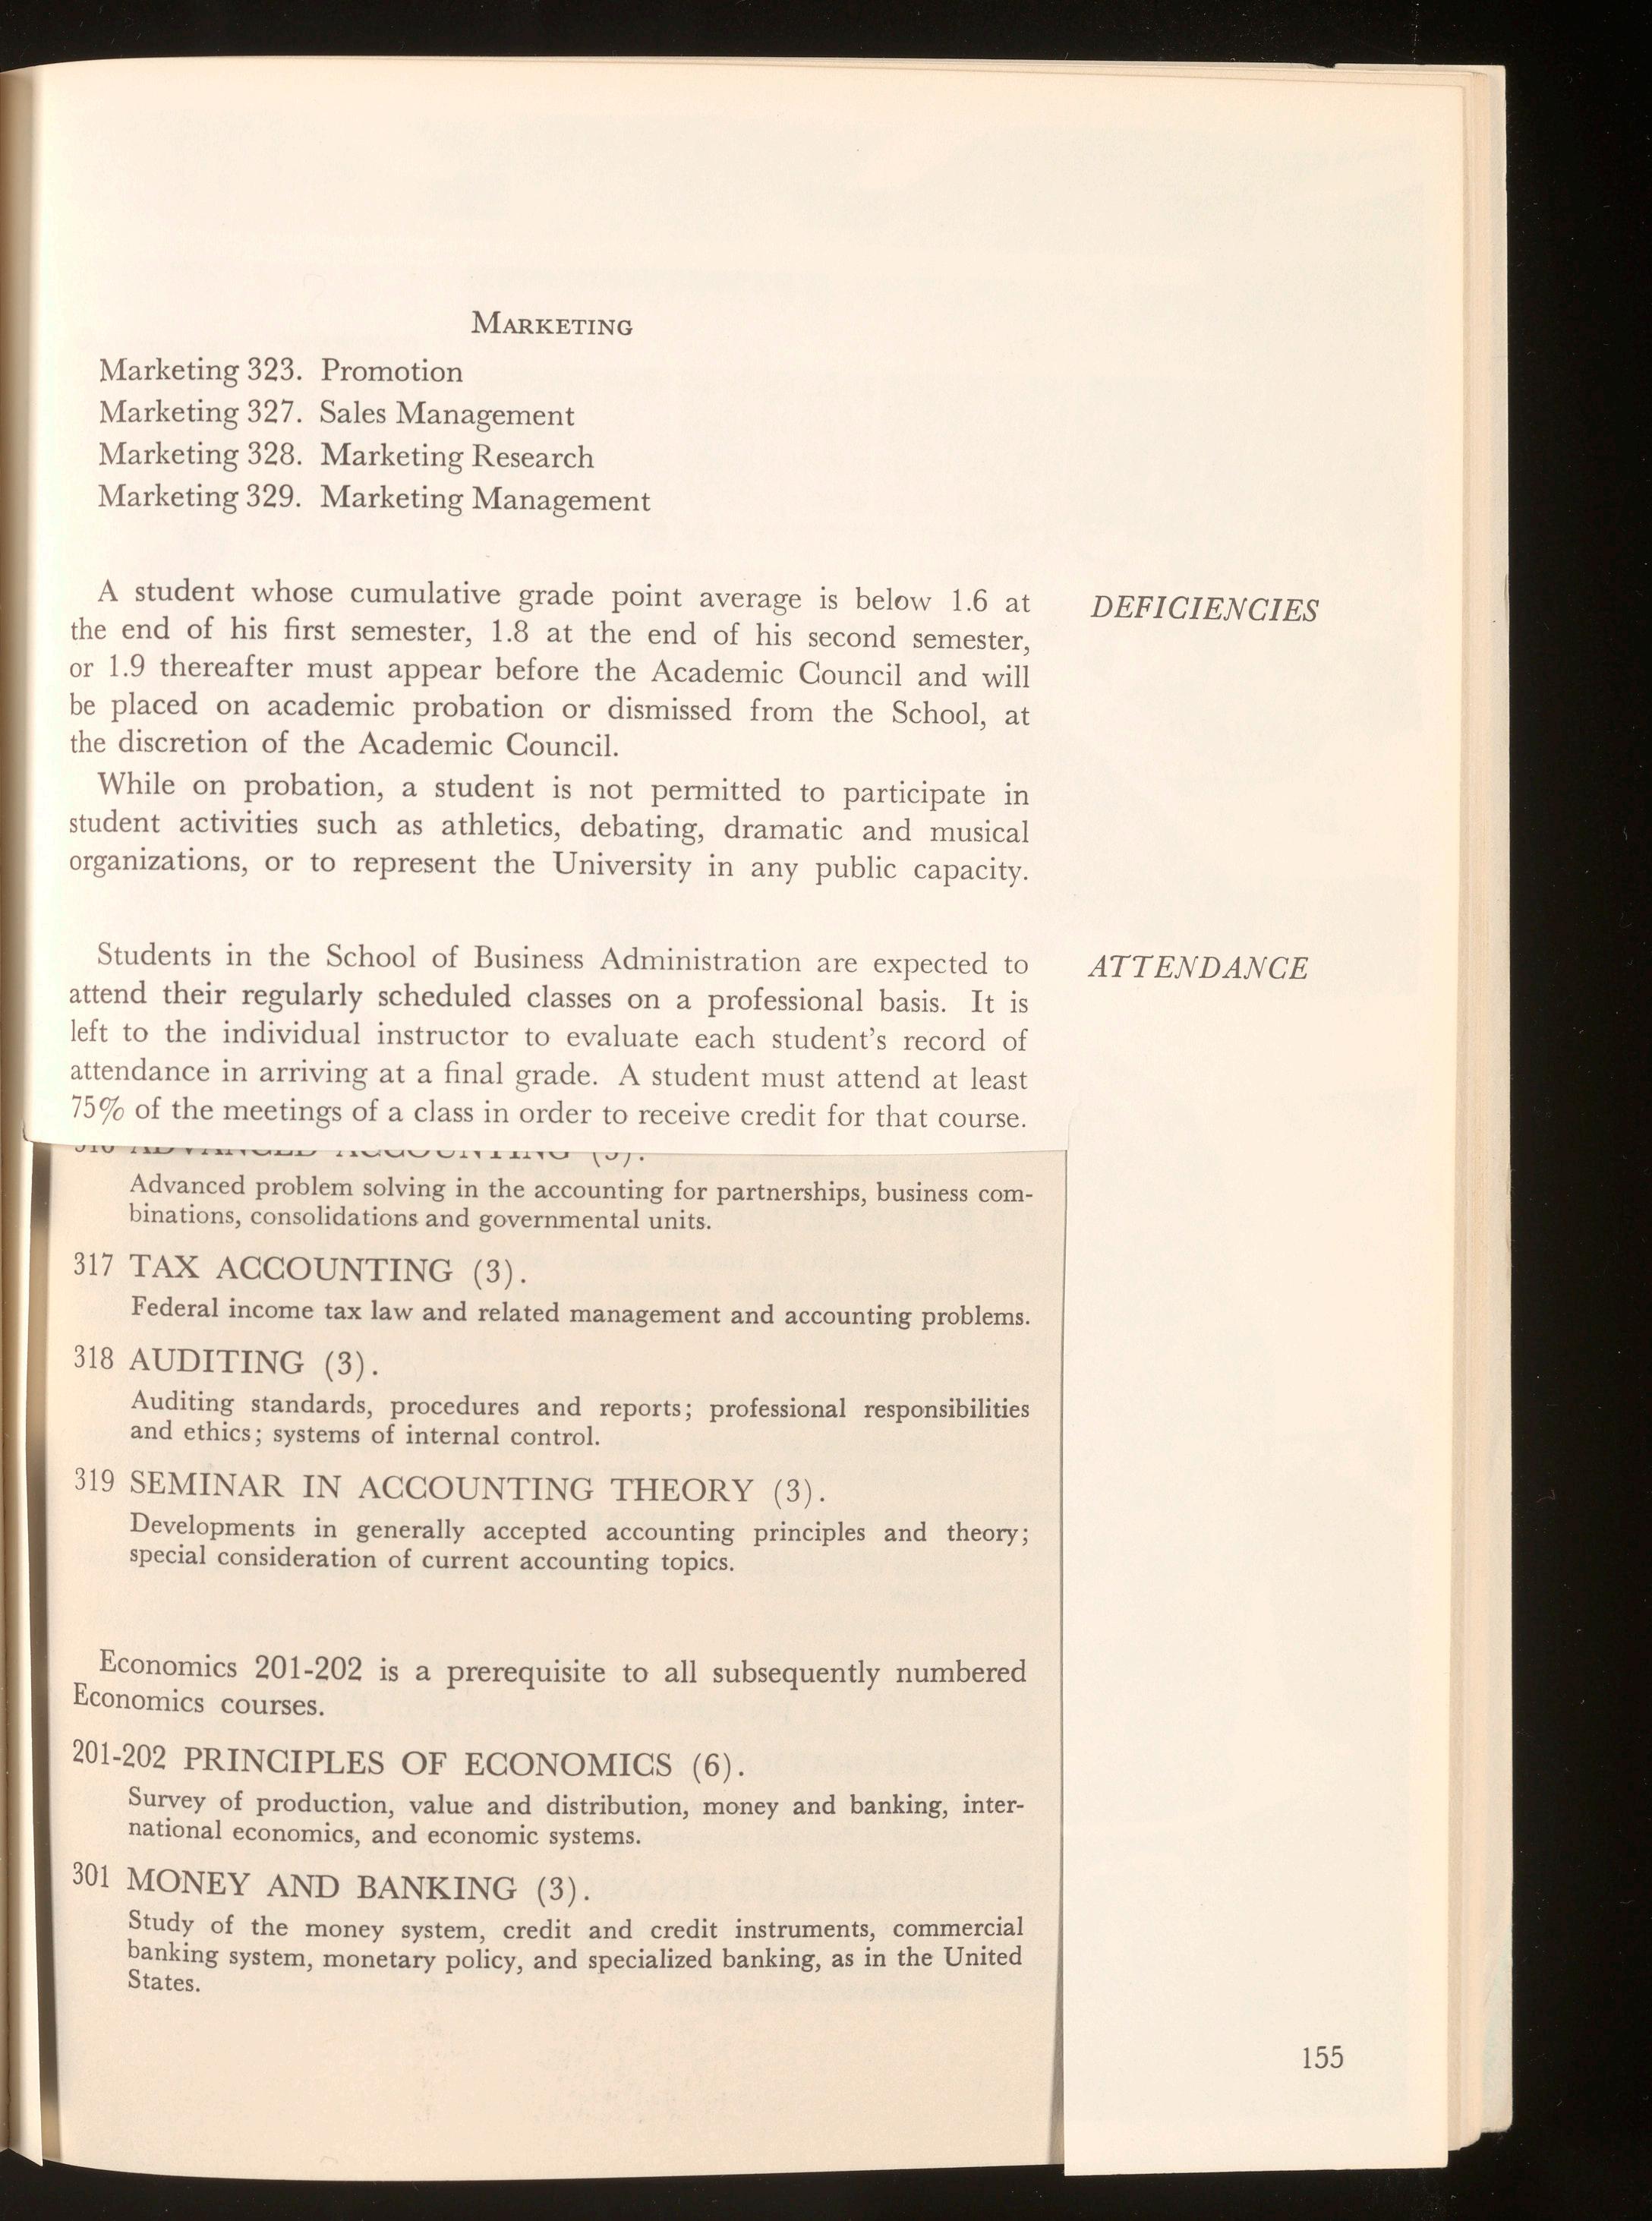 MARKETING
Marketing 323. Promotion
Marketing 327. Sales Management
Marketing 328. Marketing Research
Marketing 329. Marketing Management
A student whose cumulative grade point average is below 1.6 at
the end of his first semester, 1.8 at the end of his second semester,
or 1.9 thereafter must appear before the Academic Council and will
be placed on academic probation or dismissed from the School, at
the discretion of the Academic Council.
DEFICIENCIES
While on probation, a student is not permitted to participate in
student activities such as athletics, debating, dramatic and musical
organizations, or to represent the University in any public capacity.
Students in the School of Business Administration are expected to
attend their regularly scheduled classes on a professional basis. It is
left to the individual instructor to evaluate each student's record of
attendance in arriving at a final grade. A student must attend at least
75% of the meetings of a class in order to receive credit for that course.
ATTENDANCE
ADVANCED ACCOUNTING (3).
Advanced problem solving in the accounting for partnerships, business com-
binations, consolidations and governmental units.
317 TAX ACCOUNTING (3).
Federal income tax law and related management and accounting problems.
318 AUDITING (3).
Auditing standards, procedures and reports; professional responsibilities
and ethics; systems of internal control.
319 SEMINAR IN ACCOUNTING THEORY (3).
Developments in generally accepted accounting principles and theory;
special consideration of current accounting topics.
Economics 201-202 is a prerequisite to all subsequently numbered
Economics courses.
201-202 PRINCIPLES OF ECONOMICS (6).
Survey of production, value and distribution, money and banking, inter-
national economics, and economic systems.
301 MONEY AND BANKING (3).
Study of the money system, credit and credit instruments, commercial
banking system, monetary policy, and specialized banking, as in the United
States.
155